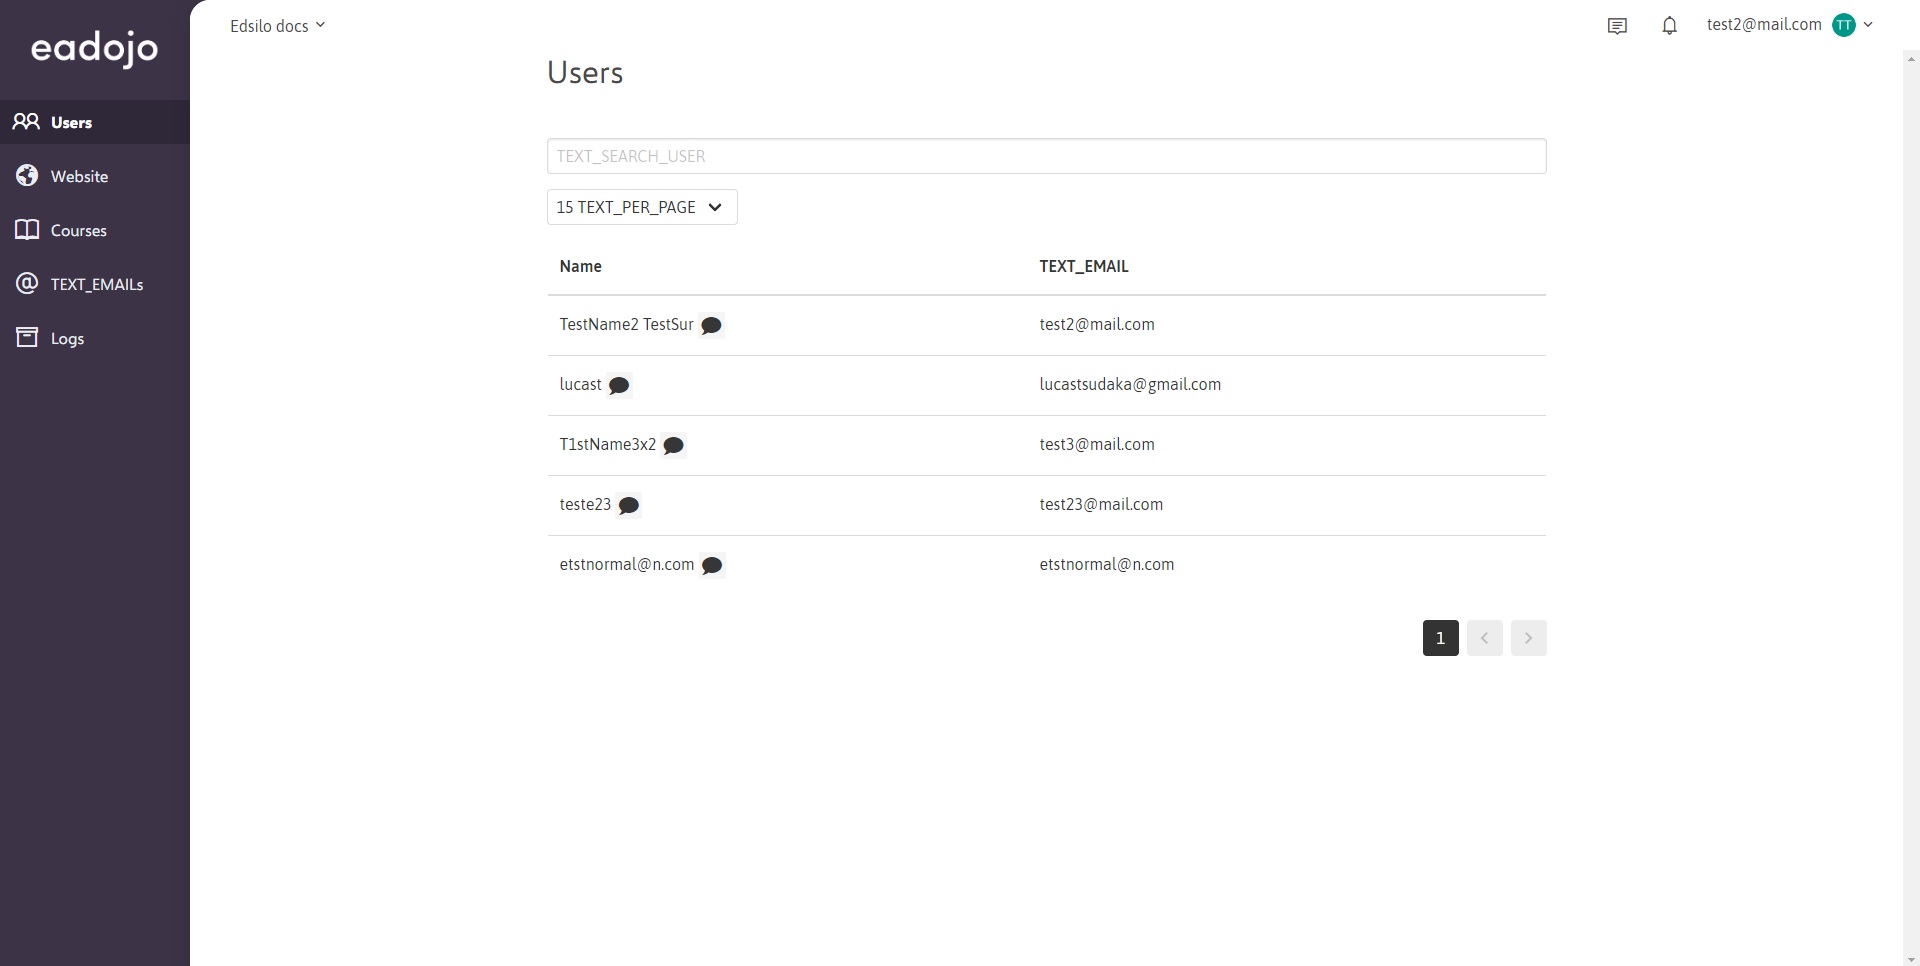 eadojo
Edsilo docs
test2@mail.com TT
Users
Website
Courses
TEXT_EMAILs
Logs
Users
TEXT_SEARCH_USER
15 TEXT_PER_PAGE
Name TEXT_EMAIL
TestName2 TestSur test2@mail.com
lucast lucastsudaka@gmail.com
T1stName3x2 test3@mail.com
teste23 test23@mail.com
etstnormal@n.com etstnormal@n.com
1